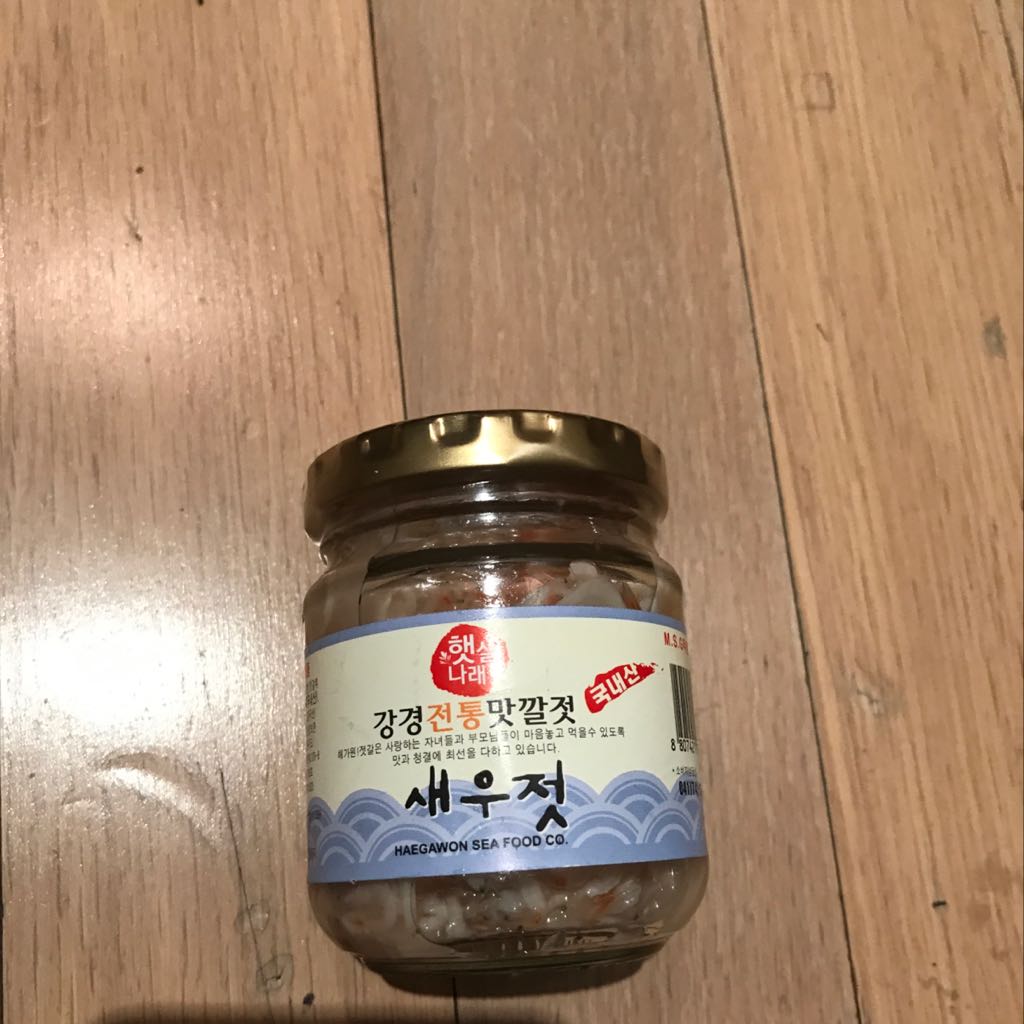 햇살
나래
국내산
강경전통맛깔젓
해가원젓갈은 사랑하는 자녀들과 부모님들이 마음놓고 먹을수 있도록
맛과 청결에 최선을 다하고 있습니다.
새우젓
HAEGAWON SEA FOOD CO.
M.S.G
8 80742